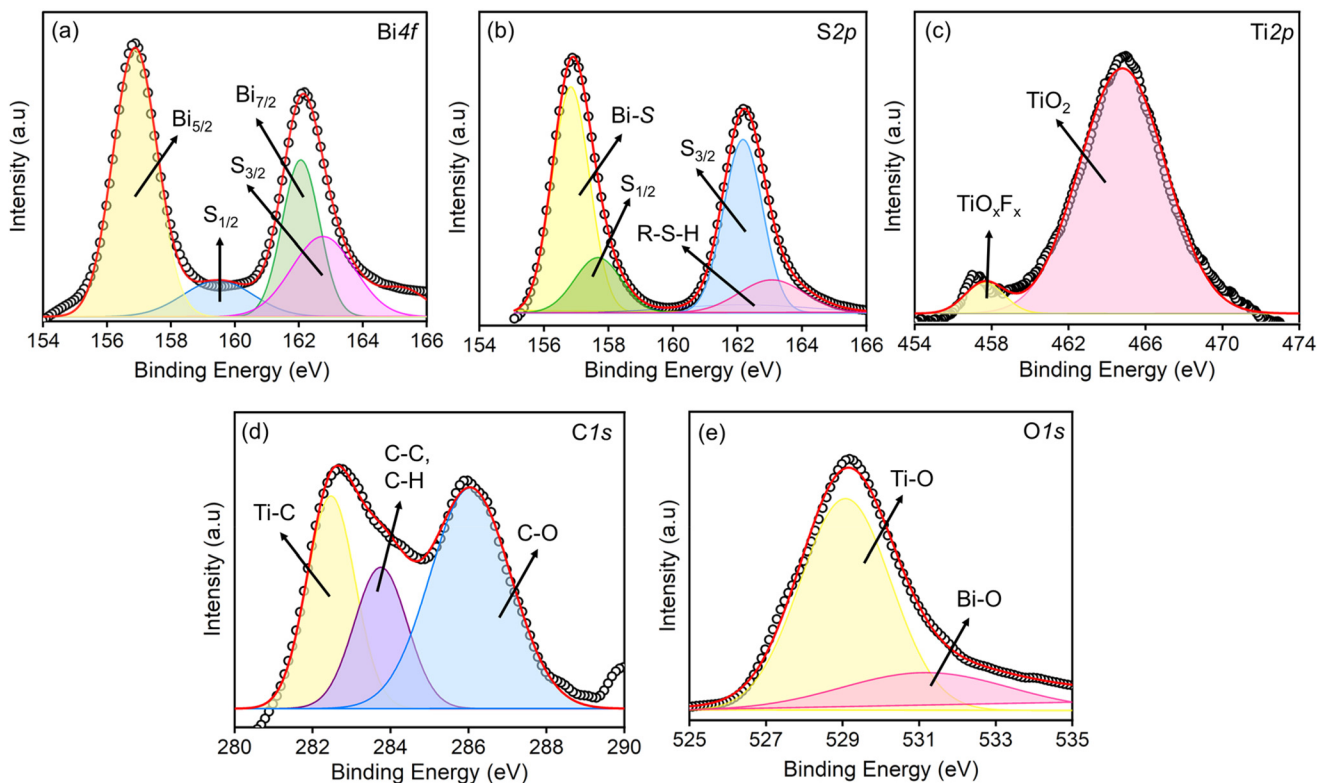 (a)
Bi4f
Bi5/2
S1/2
S3/2
Bi7/2
Intensity (a.u)
154 156 158 160 162 164 166
Binding Energy (eV)
(b)
S2p
Bi-S
S1/2
S3/2
R-S-H
Intensity (a.u)
154 156 158 160 162 164 166
Binding Energy (eV)
(c)
Ti2p
TiO2
TiOxFx
Intensity (a.u)
454 458 462 466 470 474
Binding Energy (eV)
(d)
C1s
Ti-C
C-C,
C-H
C-O
Intensity (a.u)
280 282 284 286 288 290
Binding Energy (eV)
(e)
O1s
Ti-O
Bi-O
Intensity (a.u)
525 527 529 531 533 535
Binding Energy (eV)